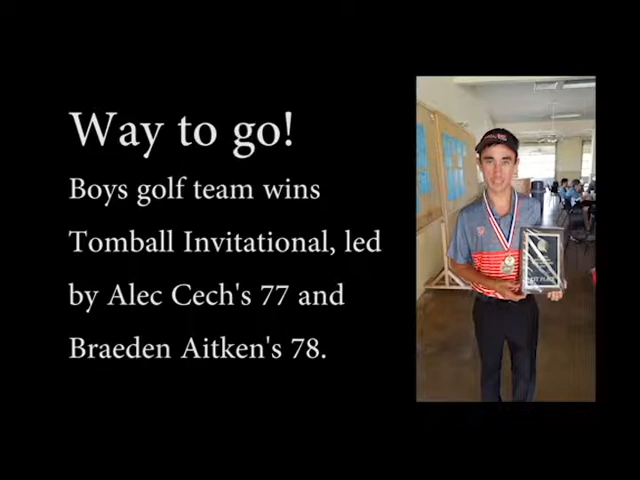 Way to go!
Boys golf team wins
Tomball Invitational, led
by Alec Cech's 77 and
Braeden Aitken's 78.